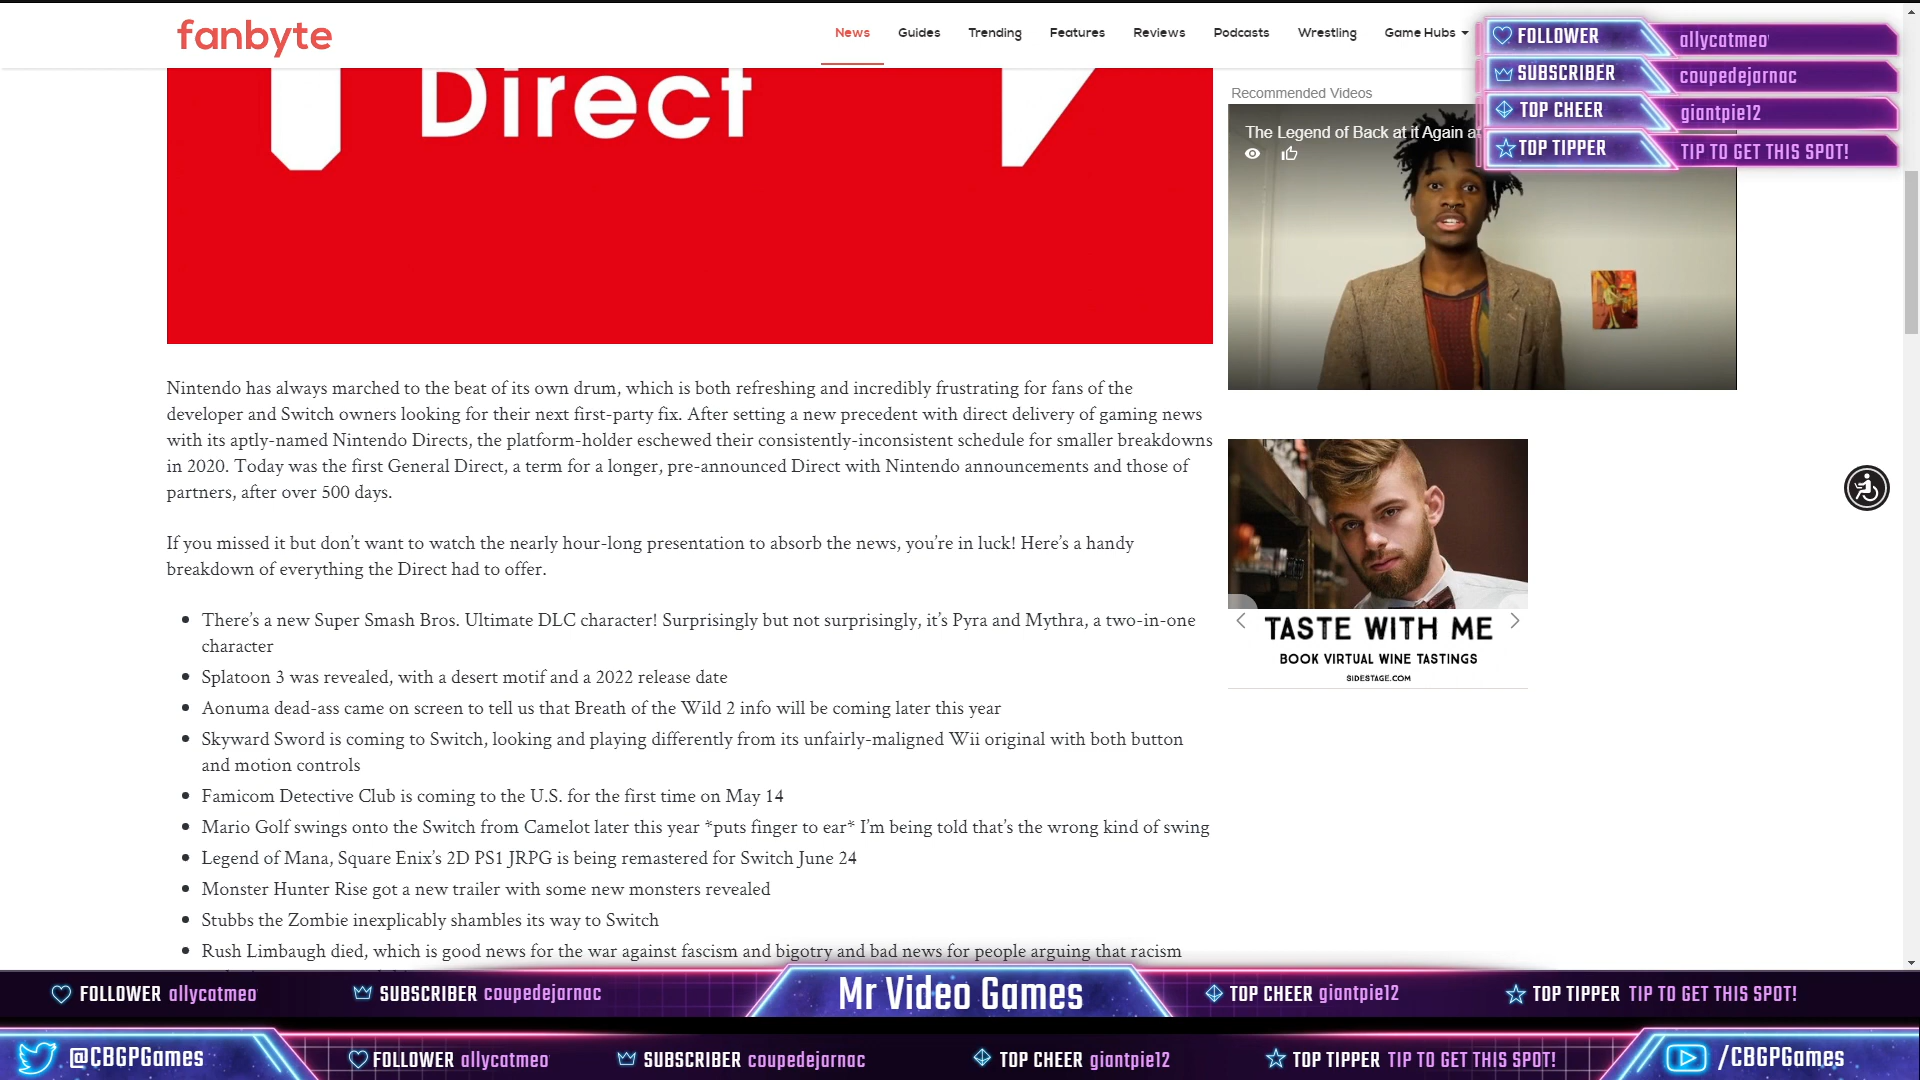 fanbyte
News Guides Trending Features Reviews Podcasts Wrestling Game Hubs
FOLLOWER allycatmeo
SUBSCRIBER coupedejarnac
TOP CHEER giantpie12
TOP TIPPER TIP TO GET THIS SPOT!
Direct
Recommended Videos
The Legend of Back at it Again a
Nintendo has always marched to the beat of its own drum, which is both refreshing and incredibly frustrating for fans of the
developer and Switch owners looking for their next first-party fix. After setting a new precedent with direct delivery of gaming news
with its aptly-named Nintendo Directs, the platform-holder eschewed their consistently-inconsistent schedule for smaller breakdowns
in 2020. Today was the first General Direct, a term for a longer, pre-announced Direct with Nintendo announcements and those of
partners, after over 500 days.
If you missed it but don't want to watch the nearly hour-long presentation to absorb the news, you're in luck! Here's a handy
breakdown of everything the Direct had to offer.
• There's a new Super Smash Bros. Ultimate DLC character! Surprisingly but not surprisingly, it's Pyra and Mythra, a two-in-one
character
• Splatoon 3 was revealed, with a desert motif and a 2022 release date
• Aonuma dead-ass came on screen to tell us that Breath of the Wild 2 info will be coming later this year
• Skyward Sword is coming to Switch, looking and playing differently from its unfairly-maligned Wii original with both button
and motion controls
• Famicom Detective Club is coming to the U.S. for the first time on May 14
• Mario Golf swings onto the Switch from Camelot later this year *puts finger to ear* I'm being told that's the wrong kind of swing
• Legend of Mana, Square Enix's 2D PS1 JRPG is being remastered for Switch June 24
• Monster Hunter Rise got a new trailer with some new monsters revealed
• Stubbs the Zombie inexplicably shambles its way to Switch
• Rush Limbaugh died, which is good news for the war against fascism and bigotry and bad news for people arguing that racism
TASTE WITH ME
BOOK VIRTUAL WINE TASTINGS
SIDESTAGE.COM
FOLLOWER allycatmeo SUBSCRIBER coupedejarnac Mr Video Games TOP CHEER giantpie12 TOP TIPPER TIP TO GET THIS SPOT!
@CBGPGames FOLLOWER allycatmeo SUBSCRIBER coupedejarnac TOP CHEER giantpie12 TOP TIPPER TIP TO GET THIS SPOT! /CBGPGames